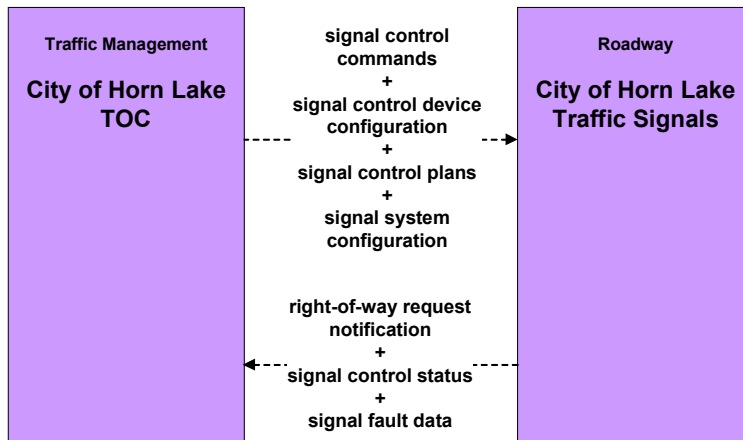 Traffic Management
City of Horn Lake
TOC
signal control
commands
+
signal control device
configuration
+
signal control plans
+
signal system
configuration
right-of-way request
notification
+
signal control status
+
signal fault data
Roadway
City of Horn Lake
Traffic Signals